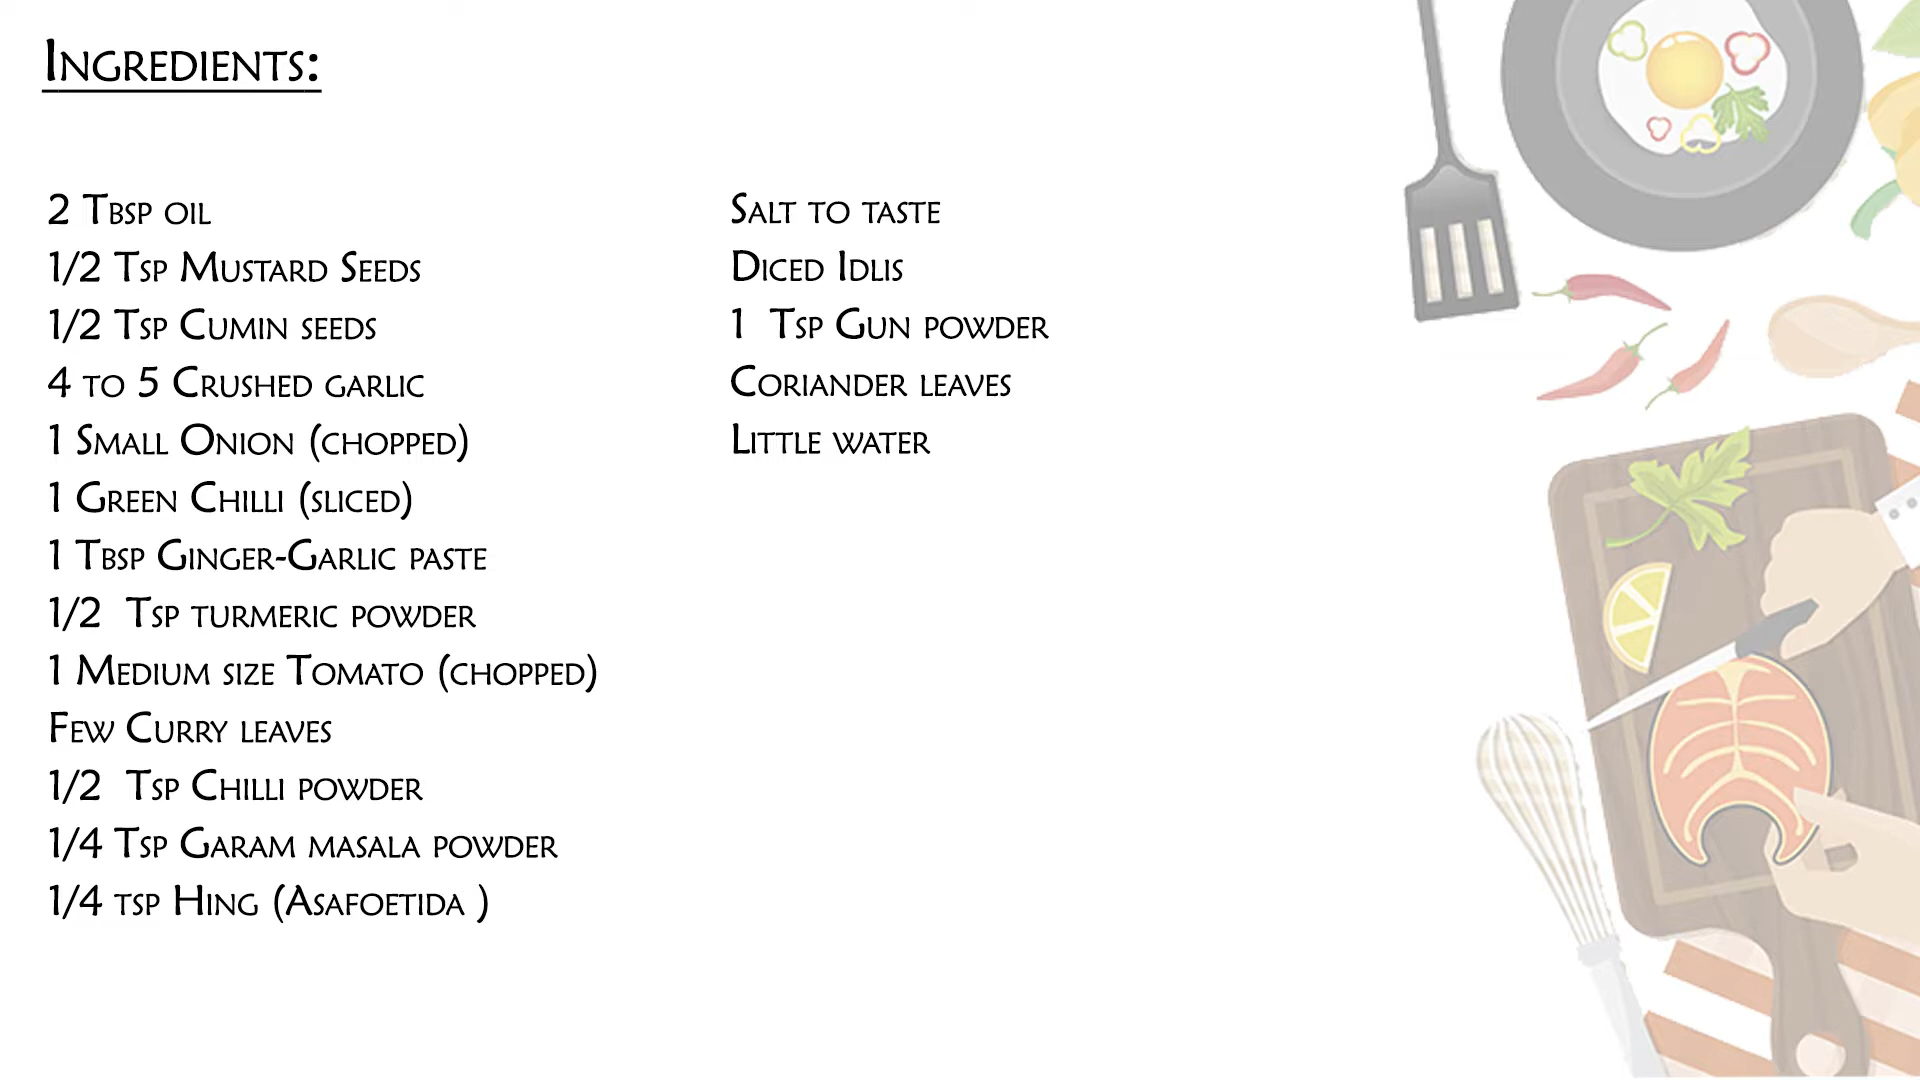 Ingredients:
2 Tbsp oil
1/2 Tsp Mustard Seeds
1/2 Tsp Cumin seeds
4 to 5 Crushed garlic
1 Small Onion (chopped)
1 Green Chilli (sliced)
1 Tbsp Ginger-Garlic paste
1/2  Tsp turmeric powder
1 Medium size Tomato (chopped)
Few Curry leaves
1/2  Tsp Chilli powder
1/4 Tsp Garam masala powder
1/4 tsp Hing (Asafoetida )
Salt to taste
Diced Idlis
1  Tsp Gun powder
Coriander leaves
Little water